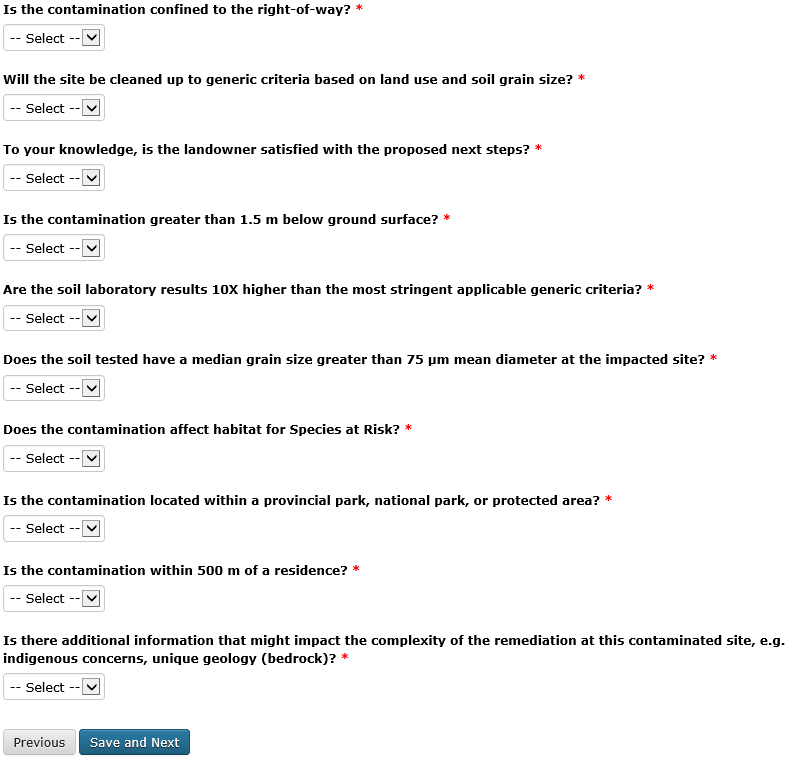 Is the contamination confined to the right-of-way? *
-- Select --
Will the site be cleaned up to generic criteria based on land use and soil grain size? *
-- Select --
To your knowledge, is the landowner satisfied with the proposed next steps? *
-- Select --
Is the contamination greater than 1.5 m below ground surface? *
-- Select --
Are the soil laboratory results 10X higher than the most stringent applicable generic criteria? *
-- Select --
Does the soil tested have a median grain size greater than 75 µm mean diameter at the impacted site? *
-- Select --
Does the contamination affect habitat for Species at Risk? *
-- Select --
Is the contamination located within a provincial park, national park, or protected area? *
-- Select --
Is the contamination within 500 m of a residence? *
-- Select --
Is there additional information that might impact the complexity of the remediation at this contaminated site, e.g.
indigenous concerns, unique geology (bedrock)? *
-- Select --
Previous Save and Next